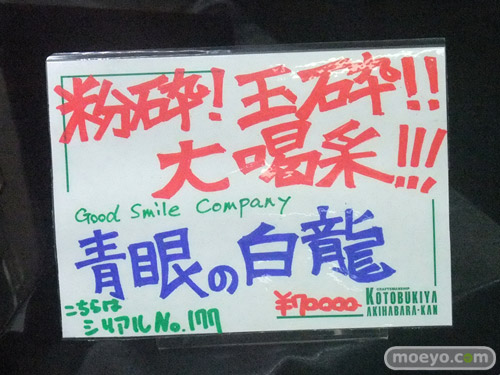 粉砕!玉砕!!
大喝采!!!
Good Smile Company
青眼の白龍
こちらは
シリアルNo.177
¥70000
KOTOBUKIYA
AKIHABARA-KAN
moeyo.com